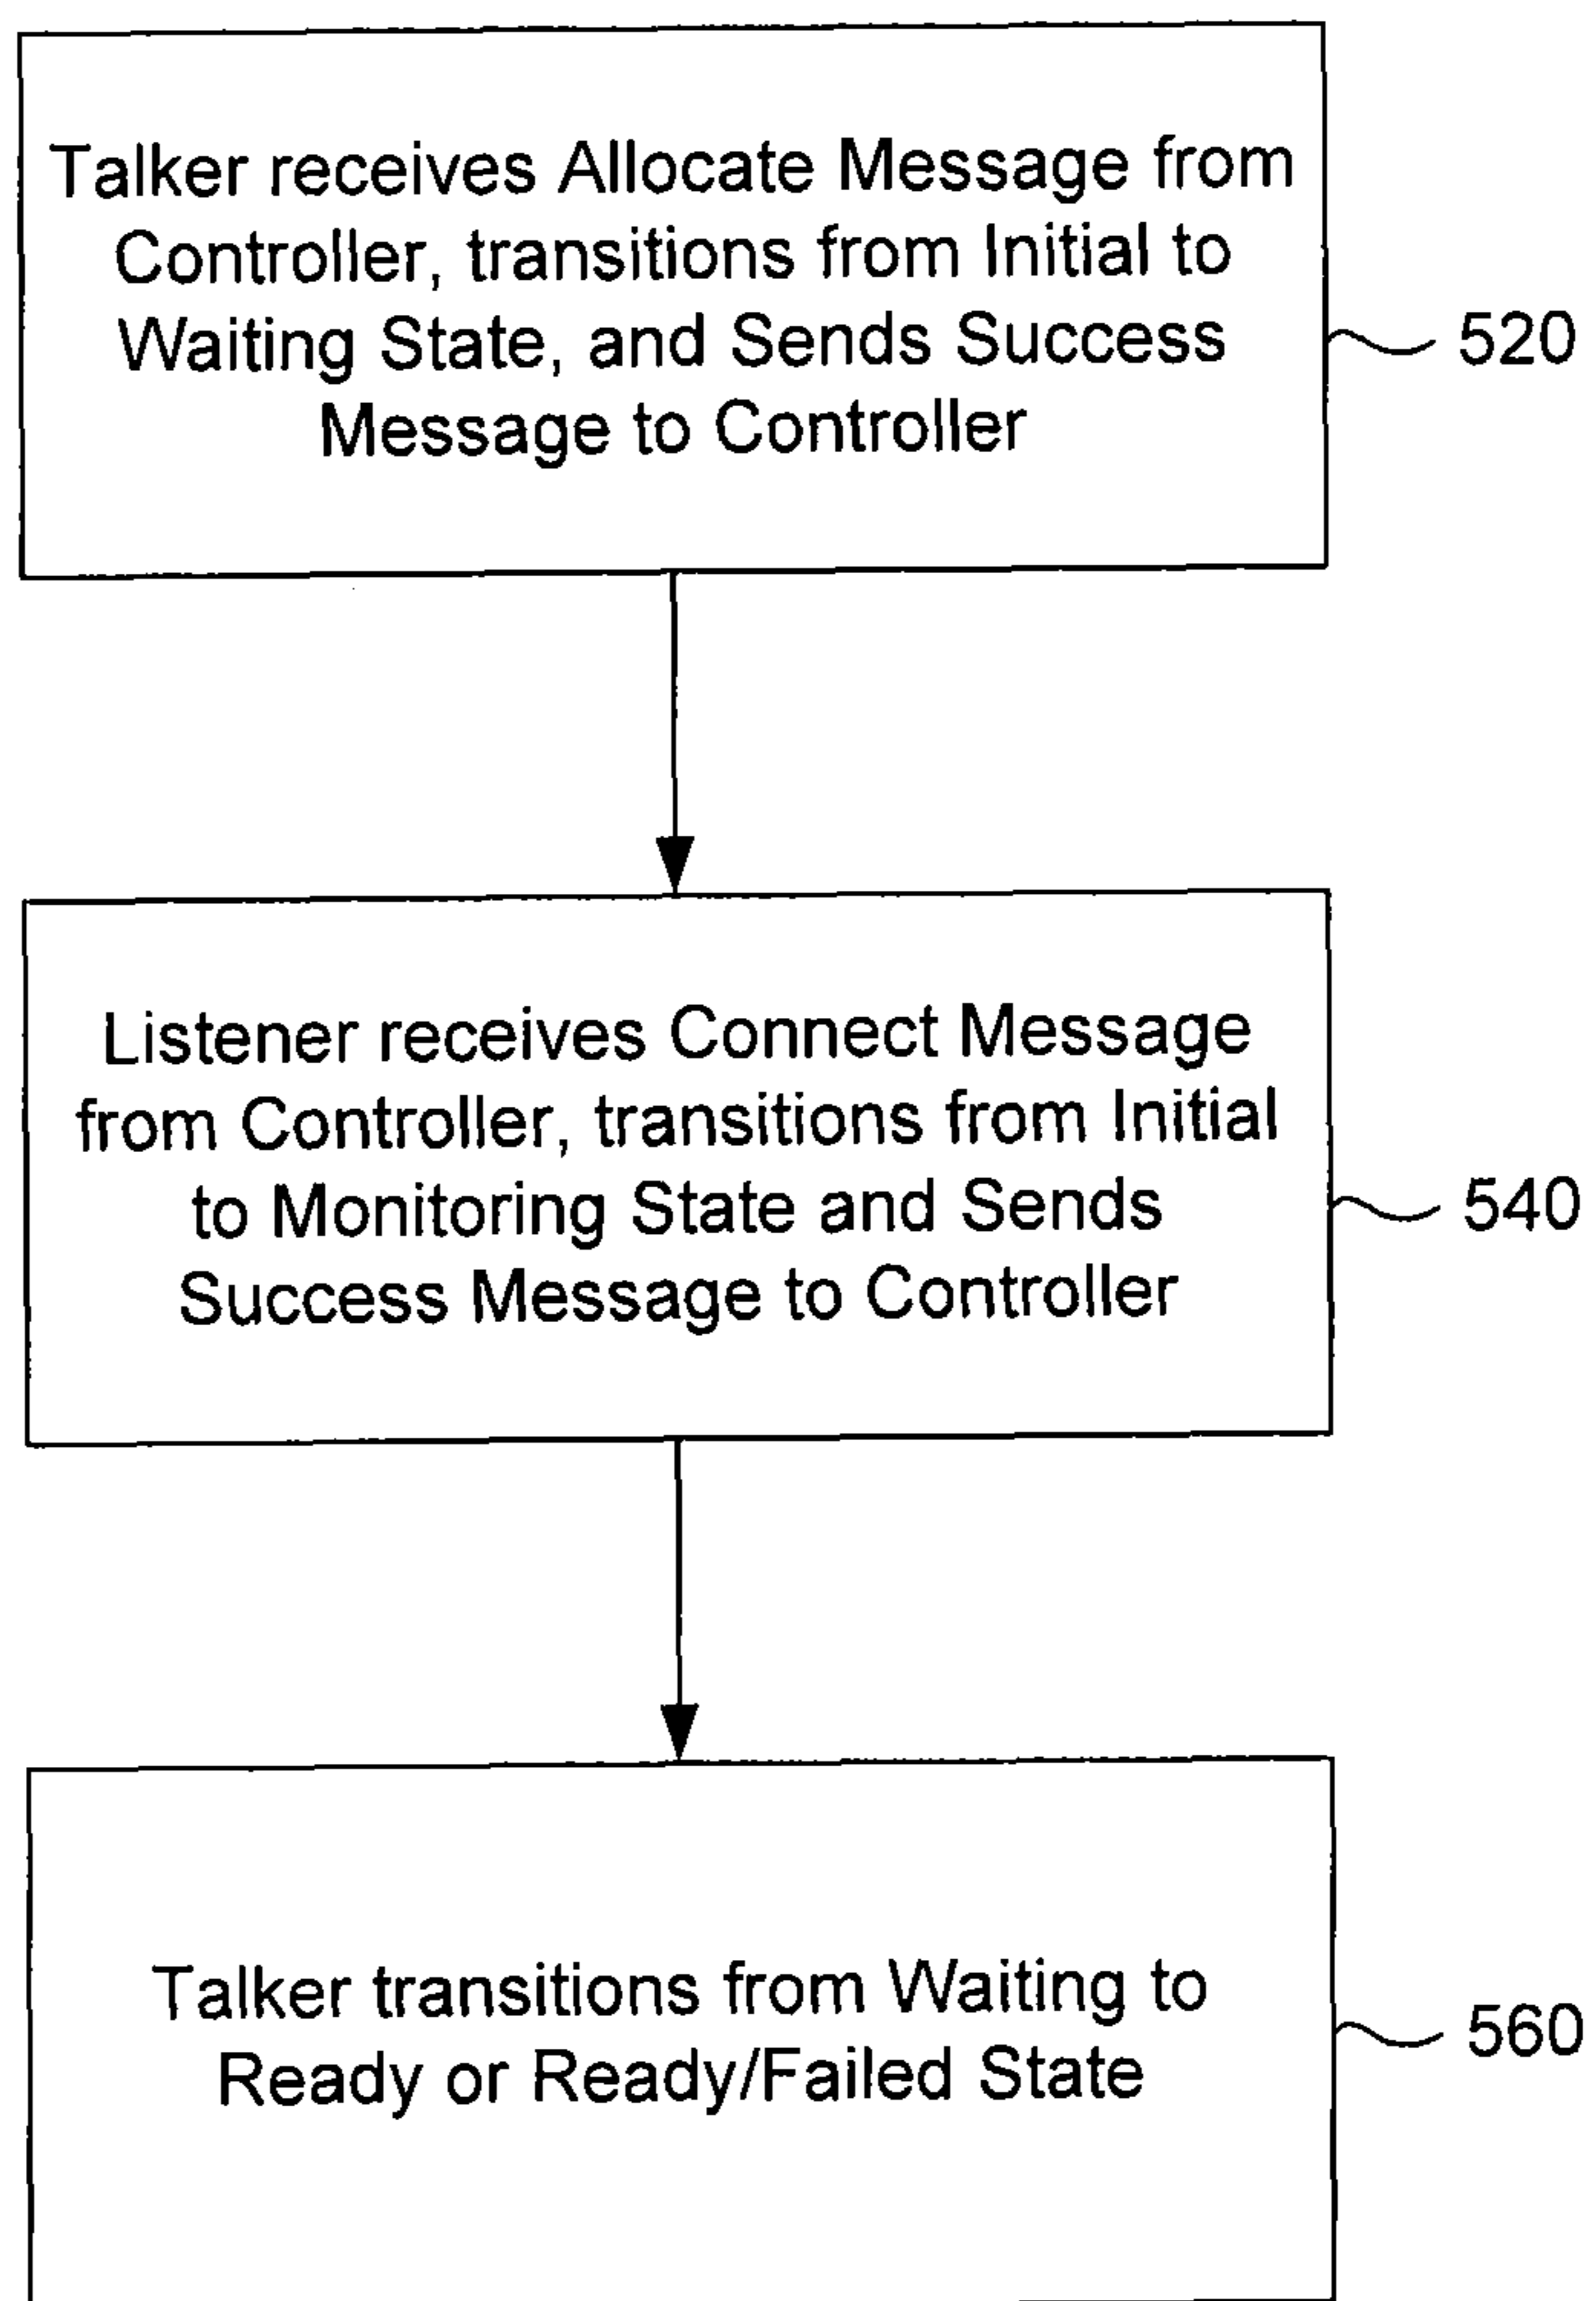 Talker receives Allocate Message from
Controller, transitions from Initial to
Waiting State, and Sends Success
Message to Controller
520
Listener receives Connect Message
from Controller, transitions from Initial
to Monitoring State and Sends
Success Message to Controller
540
Talker transitions from Waiting to
Ready or Ready/Failed State
560